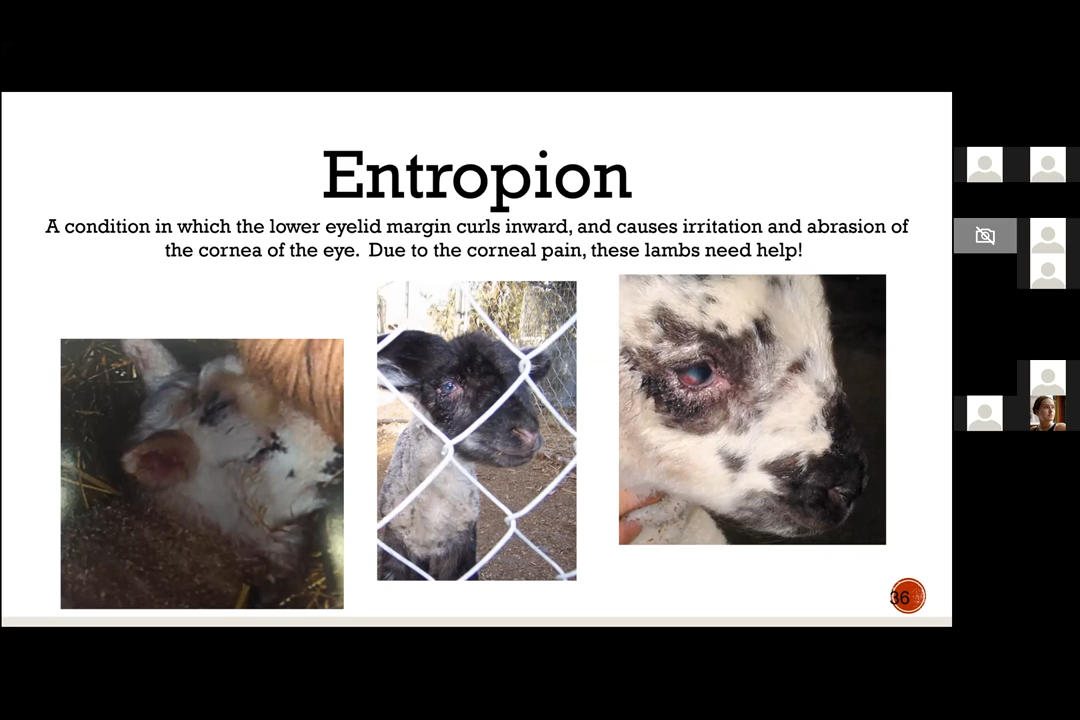 Entropion
A condition in which the lower eyelid margin curls inward, and causes irritation and abrasion of
the cornea of the eye. Due to the corneal pain, these lambs need help!
36